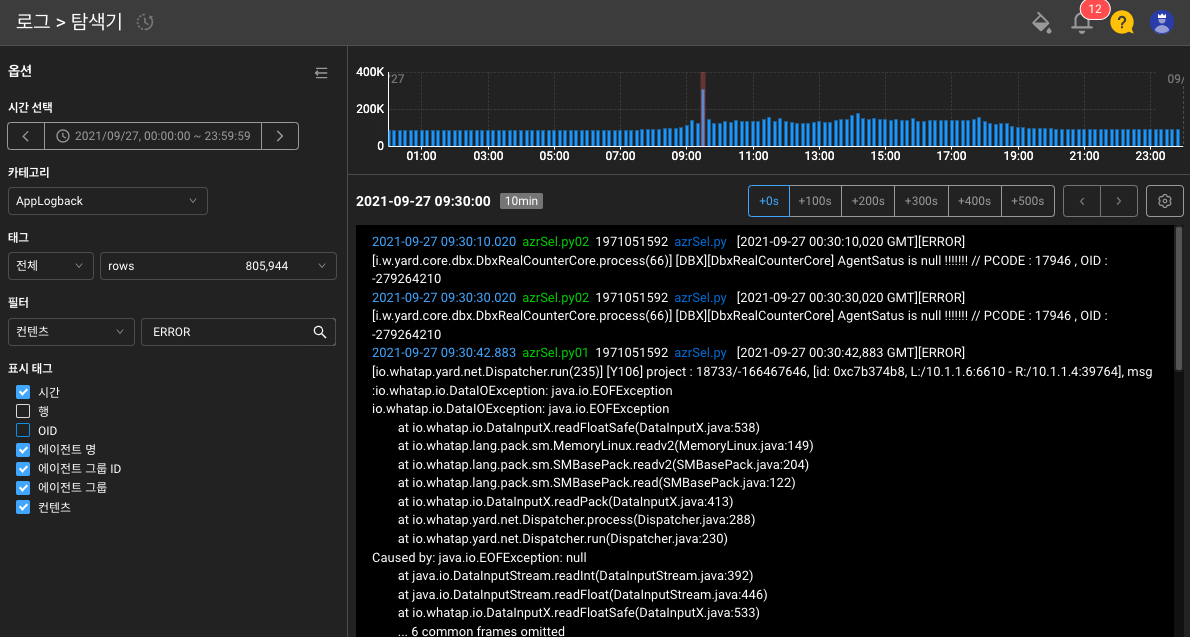 로그 > 탐색기
12
?
옵션
시간 선택
2021/09/27, 00:00:00 ~ 23:59:59
카테고리
AppLogback
태그
전체
rows 805,944
필터
컨텐츠
ERROR
표시 태그
시간
행
OID
에이전트 명
에이전트 그룹 ID
에이전트 그룹
컨텐츠
400K
27
09/
200K
0
01:00 03:00 05:00 07:00 09:00 11:00 13:00 15:00 17:00 19:00 21:00 23:00
2021-09-27 09:30:00 10min
+0s +100s +200s +300s +400s +500s
2021-09-27 09:30:10.020 azrSel.py02 1971051592 azrSel.py [2021-09-27 00:30:10,020 GMT][ERROR]
[i.w.yard.core.dbx.DbxRealCounterCore.process(66)] [DBX][DbxRealCounterCore] AgentSatus is null !!!!!!! // PCODE : 17946 , OID :
-279264210
2021-09-27 09:30:30.020 azrSel.py02 1971051592 azrSel.py [2021-09-27 00:30:30,020 GMT][ERROR]
[i.w.yard.core.dbx.DbxRealCounterCore.process(66)] [DBX][DbxRealCounterCore] AgentSatus is null !!!!!!! // PCODE : 17946 , OID :
-279264210
2021-09-27 09:30:42.883 azrSel.py01 1971051592 azrSel.py [2021-09-27 00:30:42,883 GMT][ERROR]
[io.whatap.yard.net.Dispatcher.run(235)] [Y106] project : 18733/-166467646, [id: 0xc7b374b8, L:/10.1.1.6:6610 - R:/10.1.1.4:39764], msg
:io.whatap.io.DataIOException: java.io.EOFException
io.whatap.io.DataIOException: java.io.EOFException
at io.whatap.io.DataInputX.readFloatSafe(DataInputX.java:538)
at io.whatap.lang.pack.sm.MemoryLinux.readv2(MemoryLinux.java:149)
at io.whatap.lang.pack.sm.SMBasePack.readv2(SMBasePack.java:204)
at io.whatap.lang.pack.sm.SMBasePack.read(SMBasePack.java:122)
at io.whatap.io.DataInputX.readPack(DataInputX.java:413)
at io.whatap.yard.net.Dispatcher.process(Dispatcher.java:288)
at io.whatap.yard.net.Dispatcher.run(Dispatcher.java:230)
Caused by: java.io.EOFException: null
at java.io.DataInputStream.readInt(DataInputStream.java:392)
at java.io.DataInputStream.readFloat(DataInputStream.java:446)
at io.whatap.io.DataInputX.readFloatSafe(DataInputX.java:533)
... 6 common frames omitted